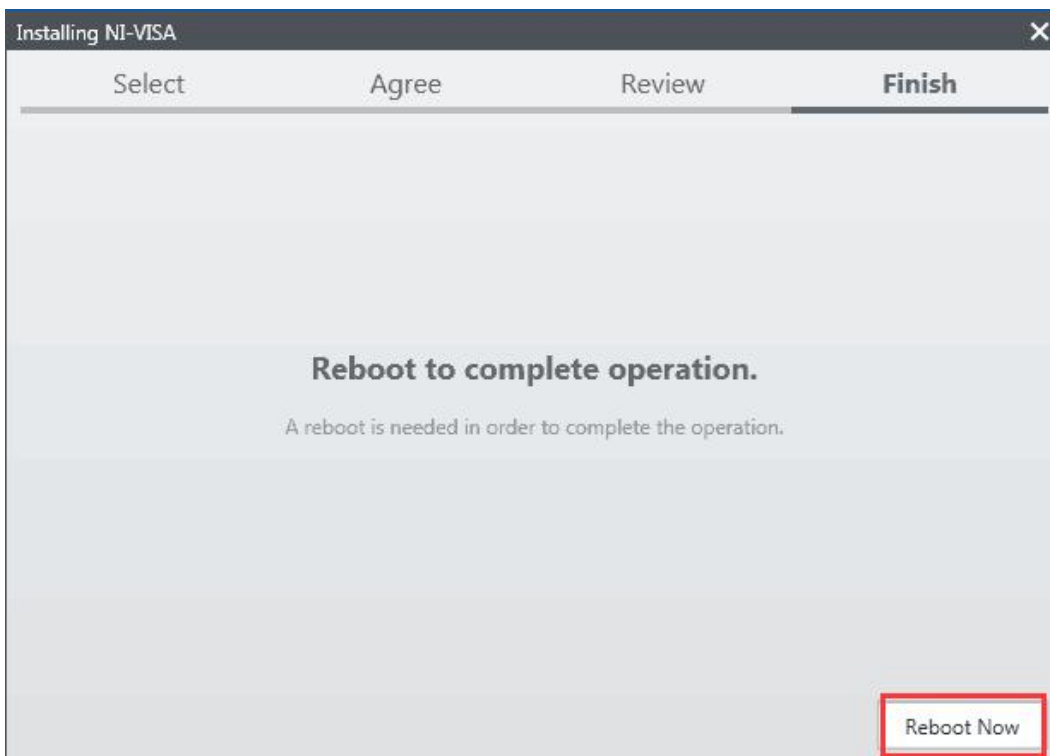 Installing NI-VISA
Select Agree Review Finish
Reboot to complete operation.
A reboot is needed in order to complete the operation.
Reboot Now